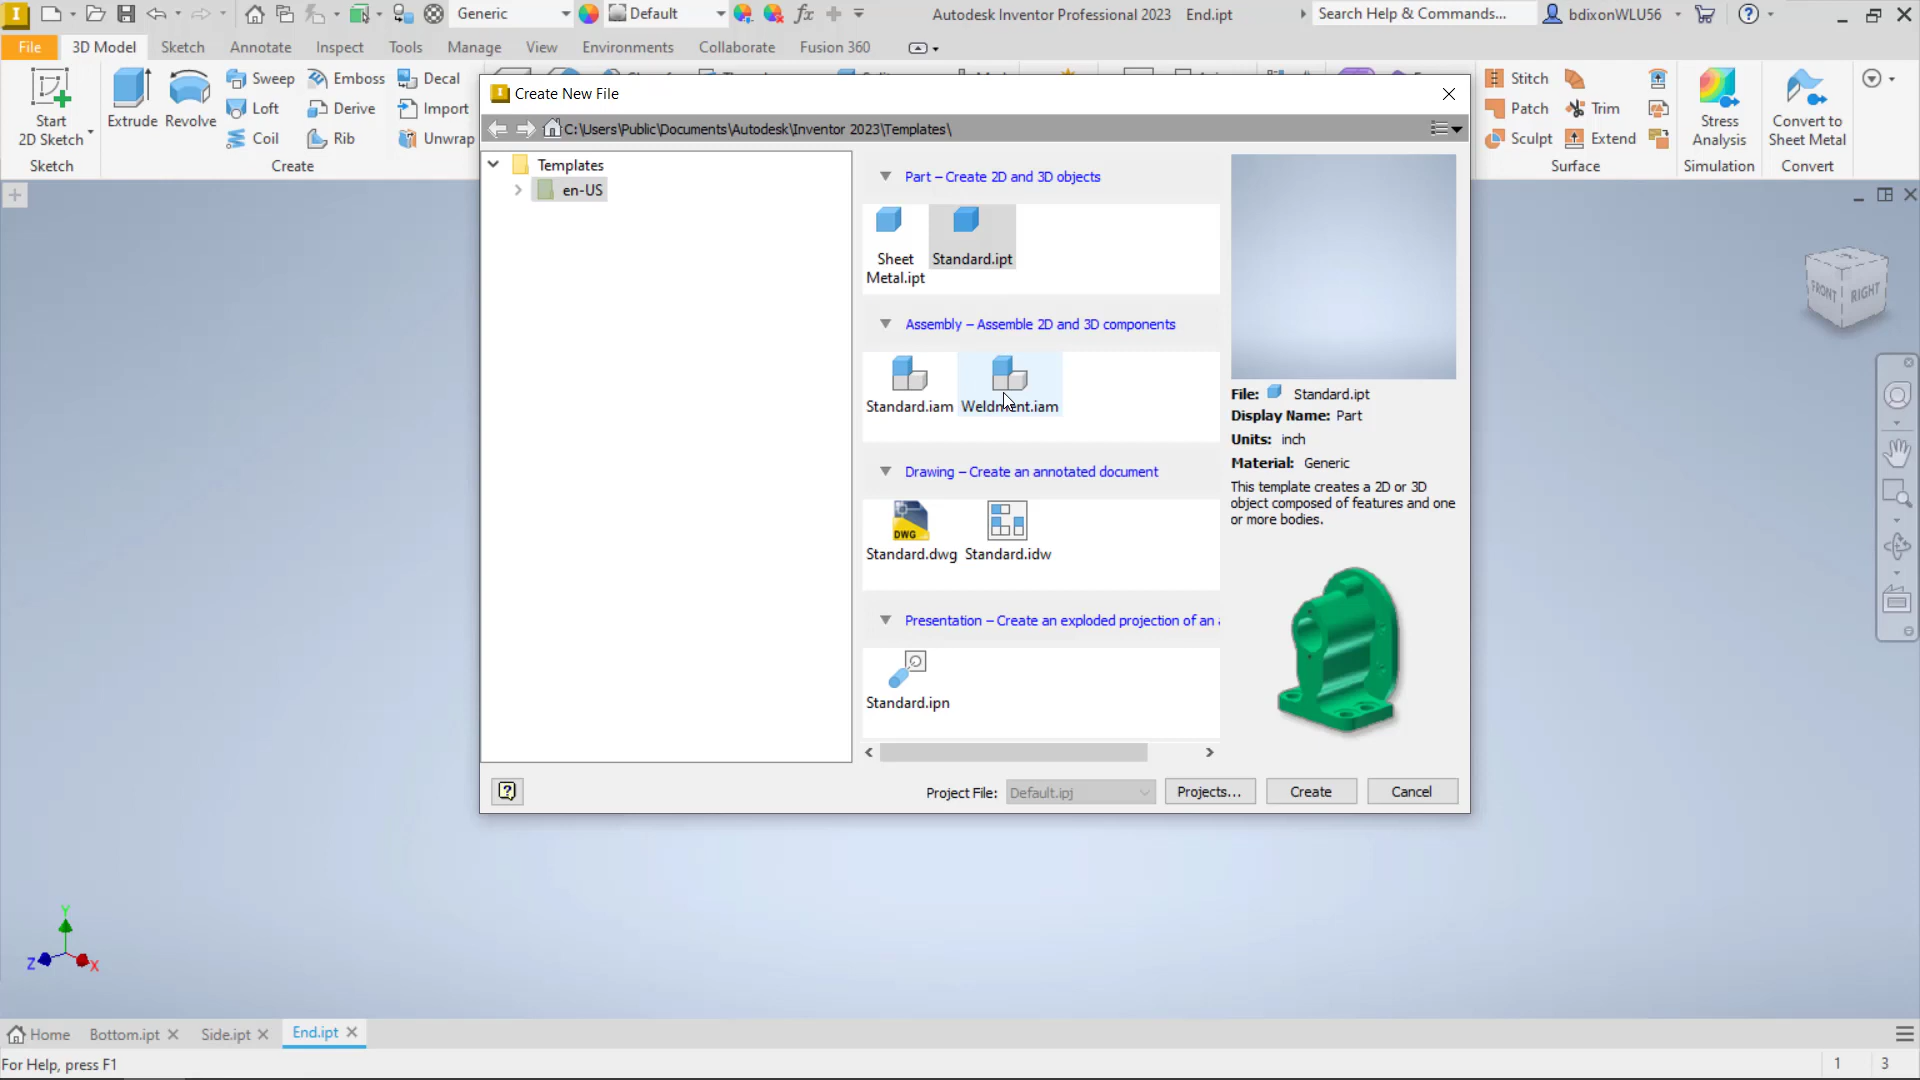 Generic
Default
Autodesk Inventor Professional 2023 End.ipt
Search Help & Commands...
bdixonWLU56
File
3D Model
Sketch
Annotate
Inspect
Tools
Manage
View
Environments
Collaborate
Fusion 360
Start
2D Sketch
Sketch
Extrude
Revolve
Sweep
Emboss
Decal
Loft
Derive
Import
Coil
Rib
Unwrap
Create
Stitch
Patch
Trim
Sculpt
Extend
Surface
Stress
Analysis
Simulation
Convert to
Sheet Metal
Convert
Create New File
C:\Users\Public\Documents\Autodesk\Inventor 2023\Templates\
Templates
en-US
Part – Create 2D and 3D objects
Sheet
Metal.ipt
Standard.ipt
Assembly – Assemble 2D and 3D components
Standard.iam
Weldment.iam
Drawing – Create an annotated document
DWG
Standard.dwg
Standard.idw
Presentation – Create an exploded projection of an
Standard.ipn
File: Standard.ipt
Display Name: Part
Units: inch
Material: Generic
This template creates a 2D or 3D
object composed of features and one
or more bodies.
Project File: Default.ipj
Projects...
Create
Cancel
FRONT
RIGHT
Y
Z
X
Home
Bottom.ipt
Side.ipt
End.ipt
For Help, press F1
1
3